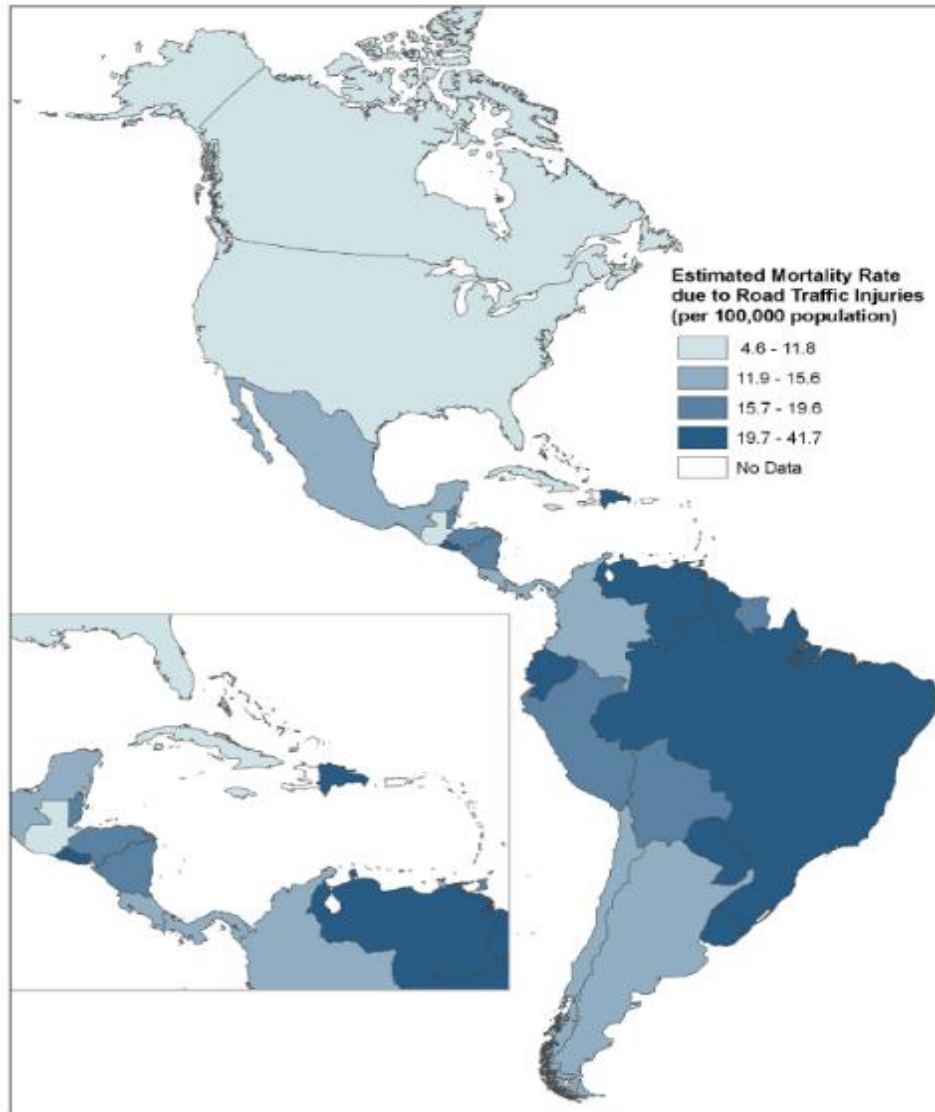 Estimated Mortality Rate
due to Road Traffic Injuries
(per 100,000 population)
4.6 - 11.8
11.9 - 15.6
15.7 - 19.6
19.7 - 41.7
No Data